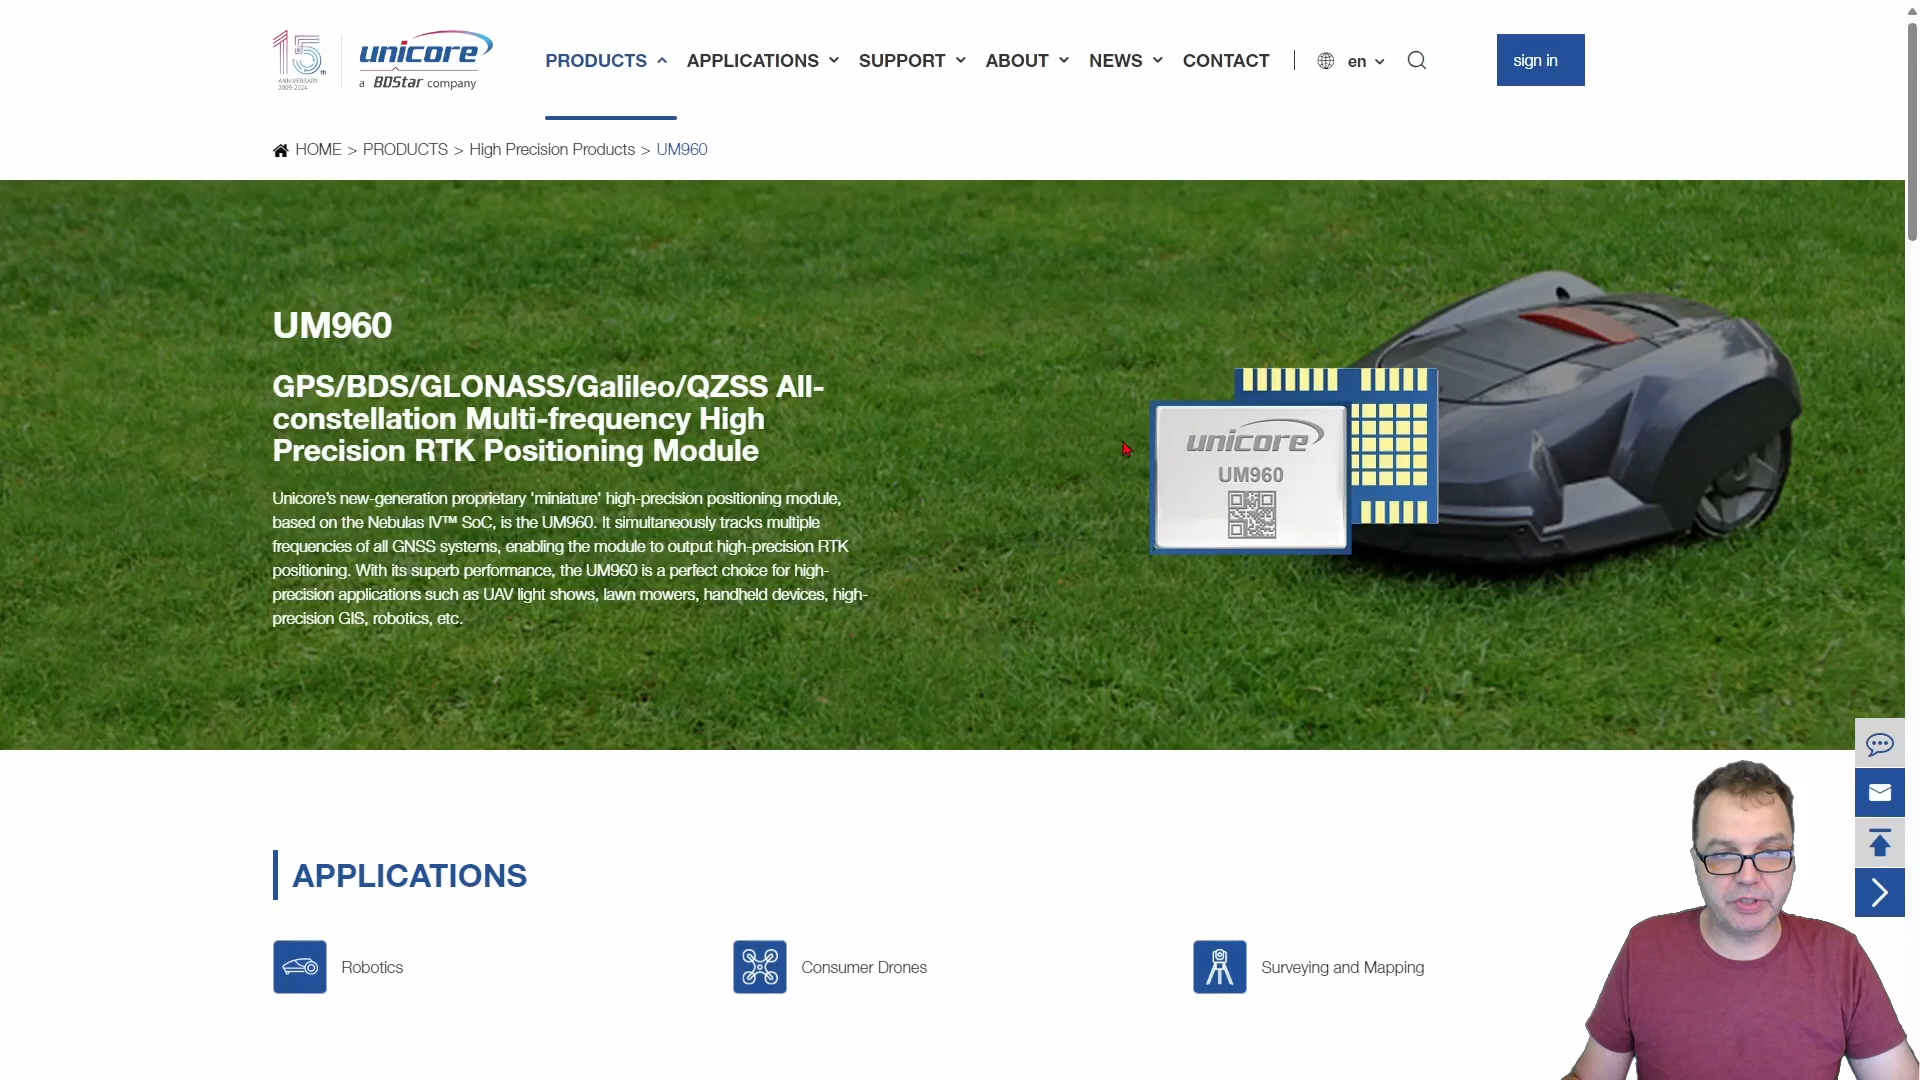 15th
ANNIVERSARY
2009-2024
unicore
a BDStar company
PRODUCTS
APPLICATIONS
SUPPORT
ABOUT
NEWS
CONTACT
en
sign in
HOME > PRODUCTS > High Precision Products > UM960
UM960
GPS/BDS/GLONASS/Galileo/QZSS All-
constellation Multi-frequency High
Precision RTK Positioning Module
Unicore's new-generation proprietary 'miniature' high-precision positioning module,
based on the Nebulas IV™ SoC, is the UM960. It simultaneously tracks multiple
frequencies of all GNSS systems, enabling the module to output high-precision RTK
positioning. With its superb performance, the UM960 is a perfect choice for high-
precision applications such as UAV light shows, lawn mowers, handheld devices, high-
precision GIS, robotics, etc.
unicore
UM960
APPLICATIONS
Robotics
Consumer Drones
Surveying and Mapping